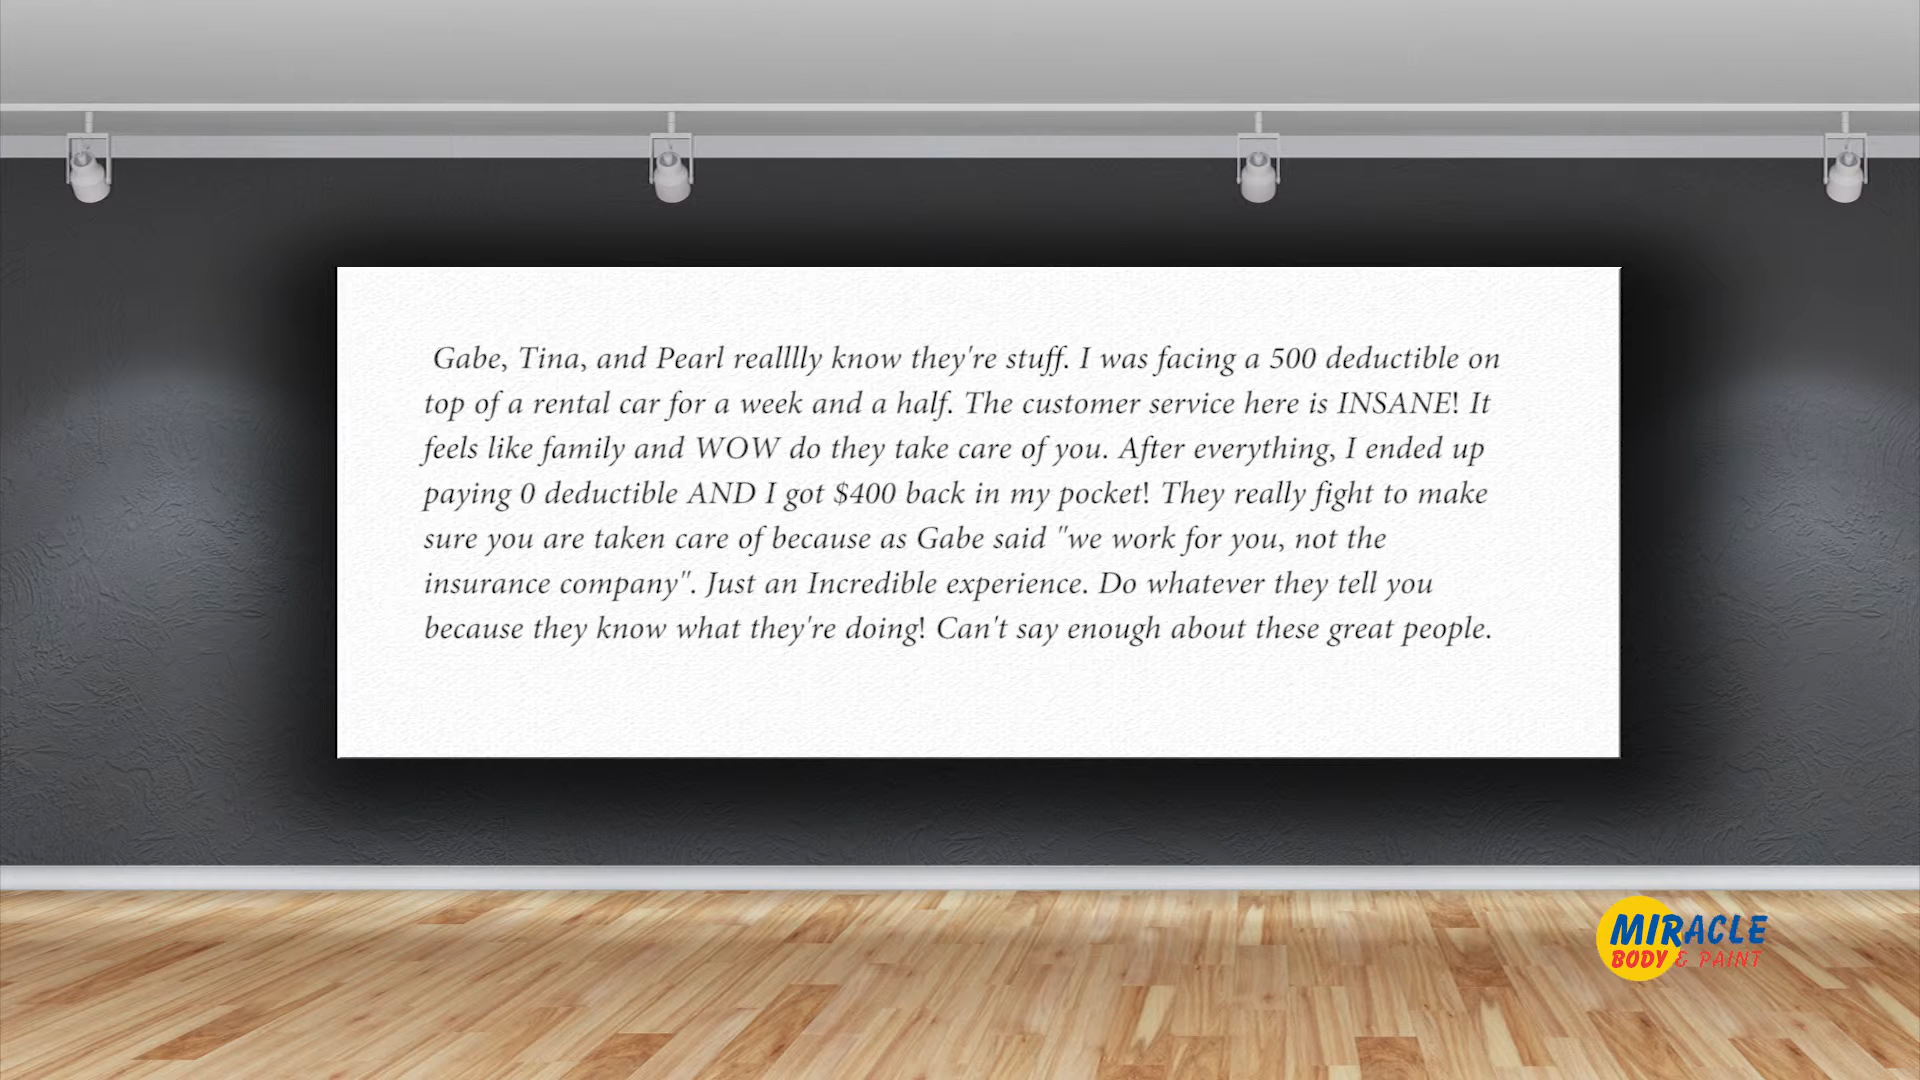 Gabe, Tina, and Pearl realllly know they're stuff. I was facing a 500 deductible on
top of a rental car for a week and a half. The customer service here is INSANE! It
feels like family and WOW do they take care of you. After everything, I ended up
paying 0 deductible AND I got $400 back in my pocket! They really fight to make
sure you are taken care of because as Gabe said "we work for you, not the
insurance company". Just an Incredible experience. Do whatever they tell you
because they know what they're doing! Can't say enough about these great people.
MIRACLE
BODY & PAINT